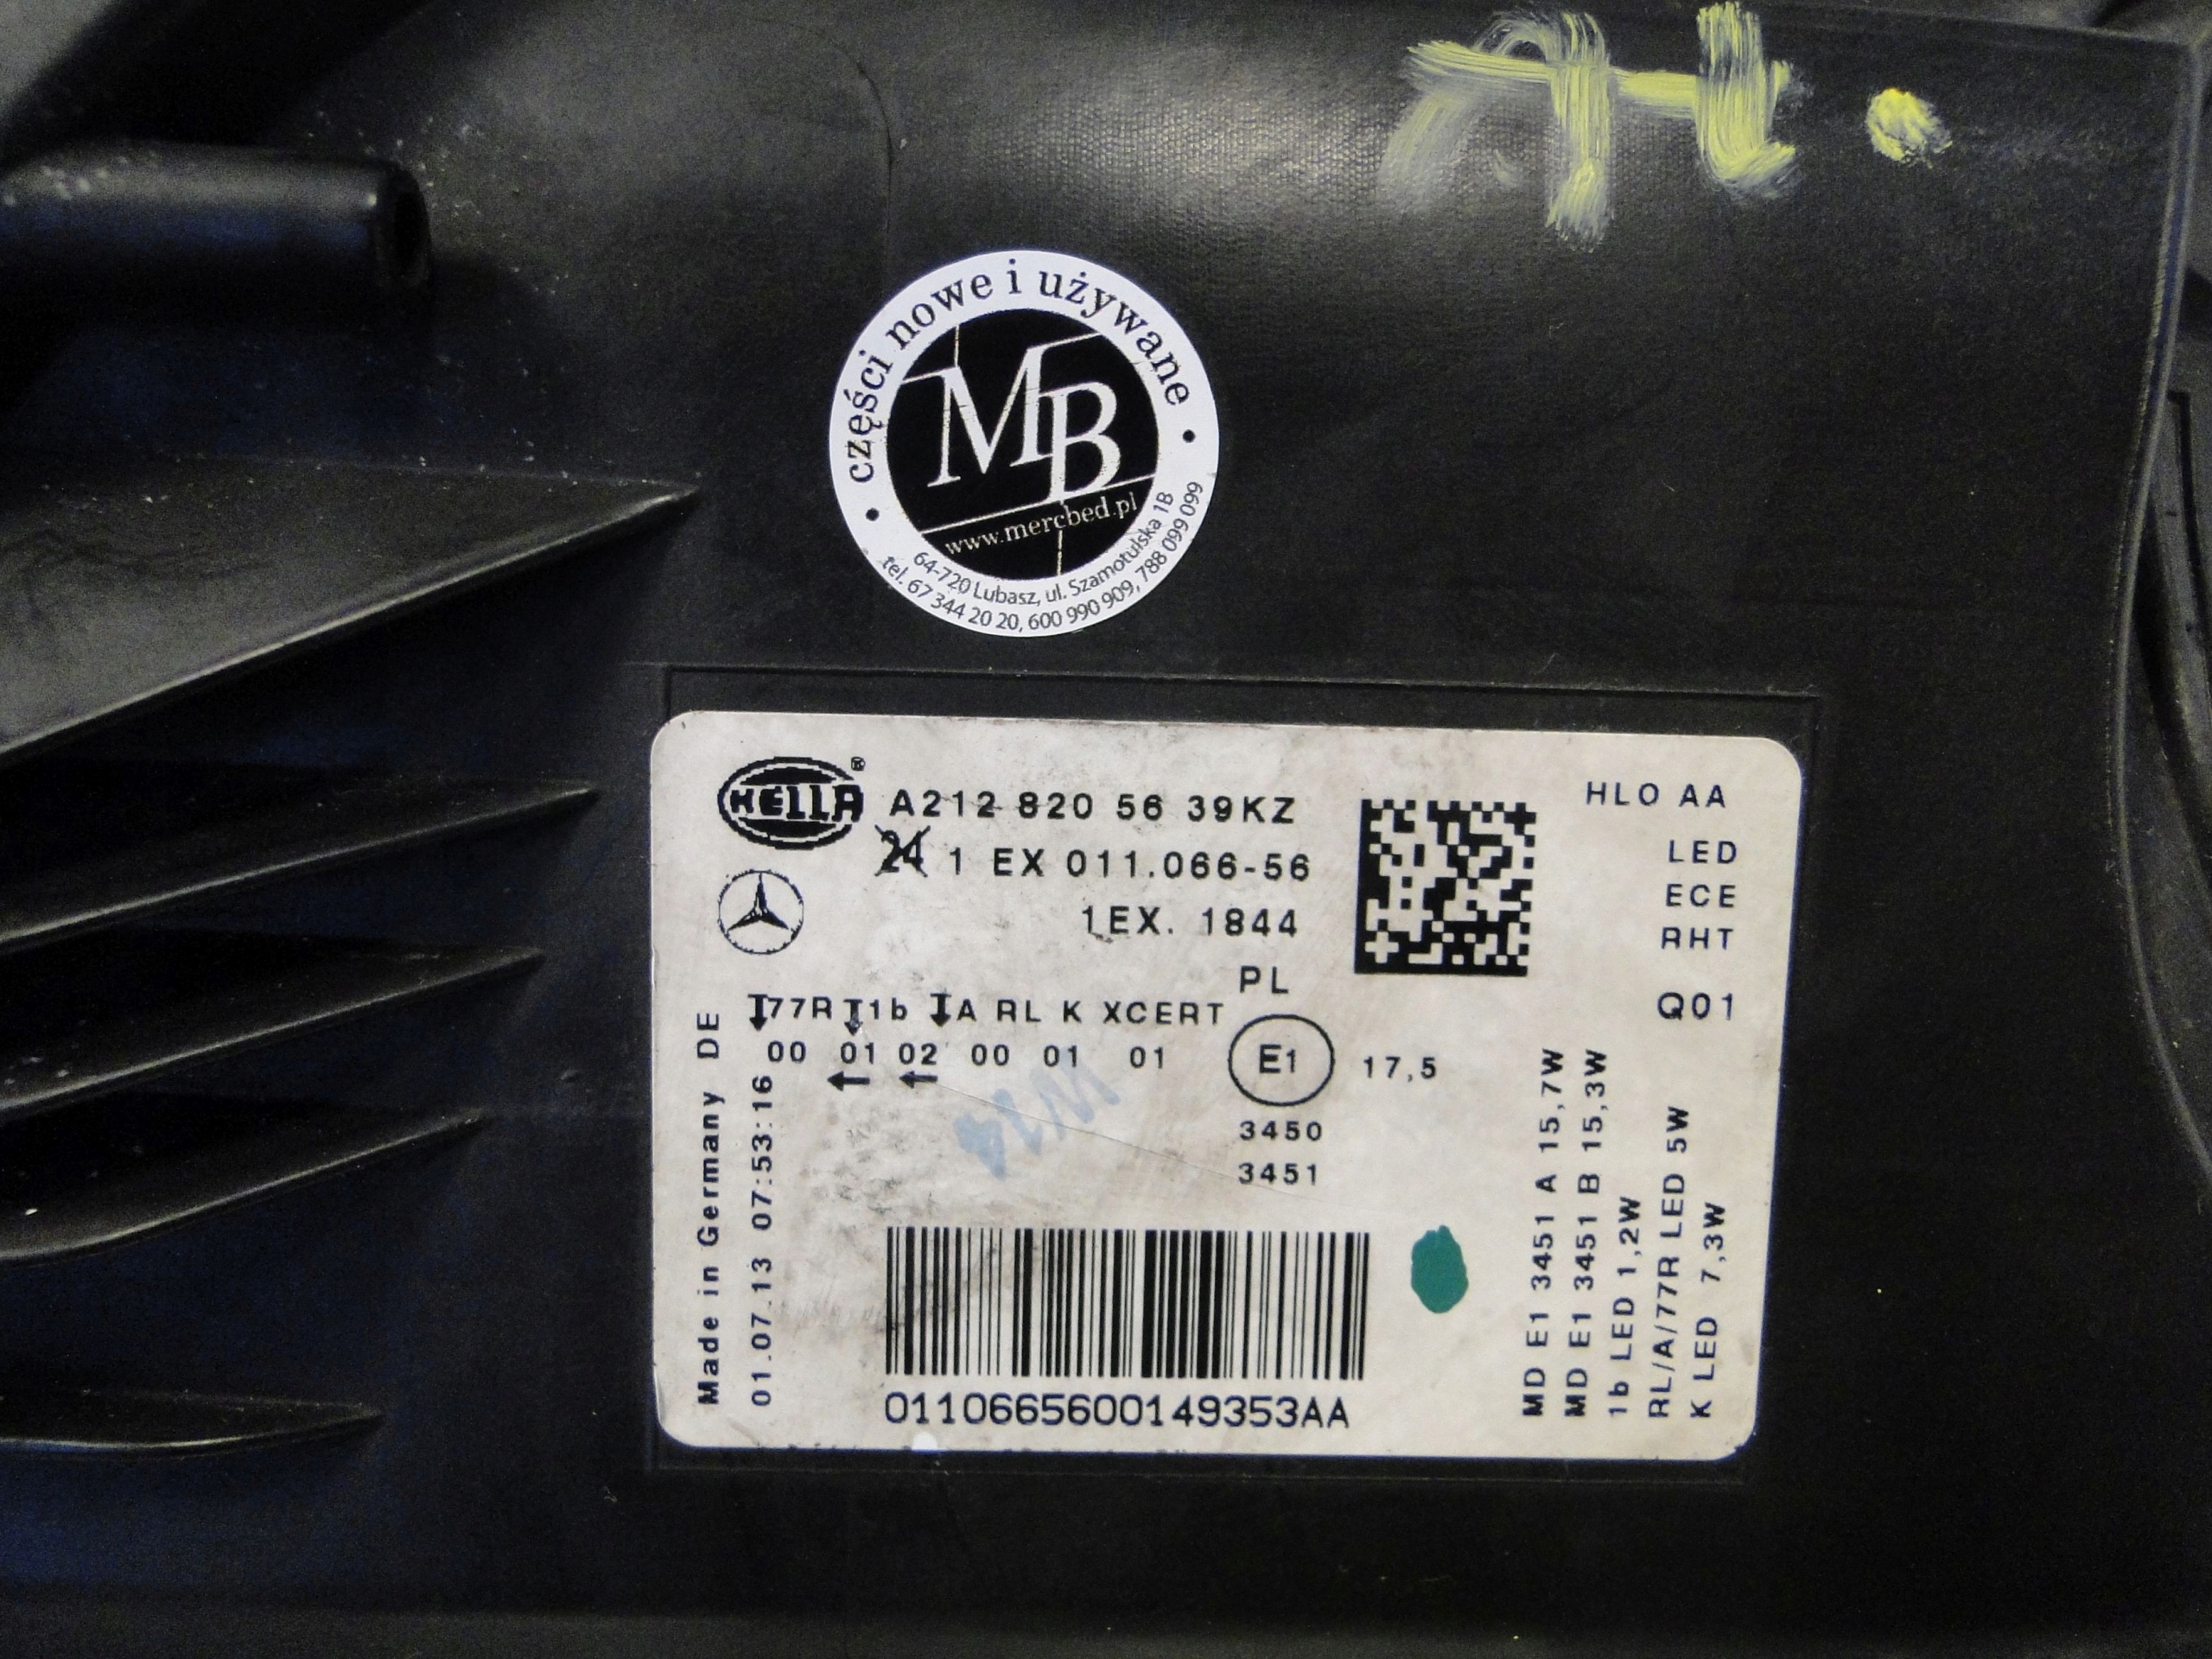 części nowe i używane
MB
www.mercbed.pl
64-720 Lubasz, ul. Szamotulska 1B
tel. 67 344 20 20, 600 990 909, 788 099 099
HELLA®
A212 820 56 39KZ
24 1 EX 011.066-56
1EX. 1844
PL
77R 1b A RL K XCERT
00 01 02 00 01 01
E1
17,5
3450
3451
0110665600149353AA
HLO AA
LED
ECE
RHT
Q01
Made in Germany DE
01.07.13 07:53:16
MD E1 3451 A 15,7W
MD E1 3451 B 15,3W
1b LED 1,2W
RL/A/77R LED 5W
K LED 7,3W